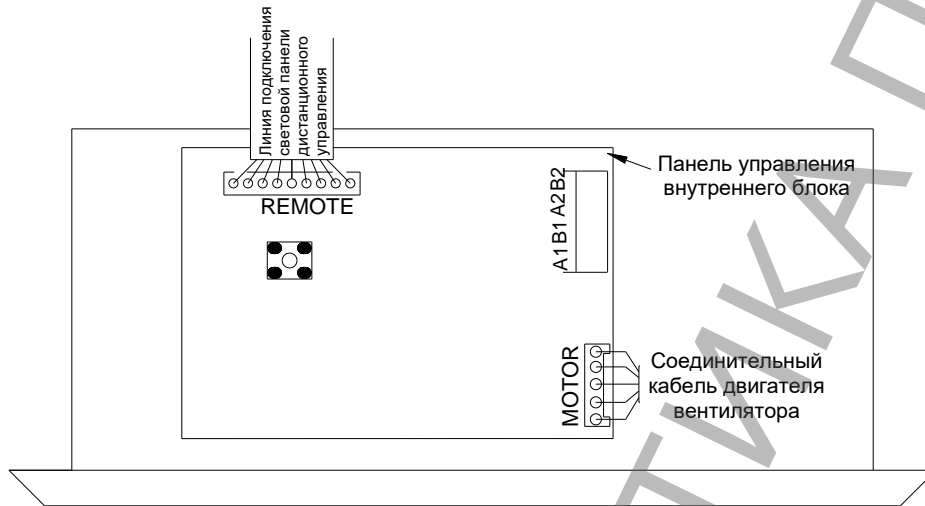 Линия подключения
световой панели
дистанционного
управления
REMOTE
Панель управления
внутреннего блока
A1 B1 A2 B2
MOTOR
Соединительный
кабель двигателя
вентилятора
ТИКА П